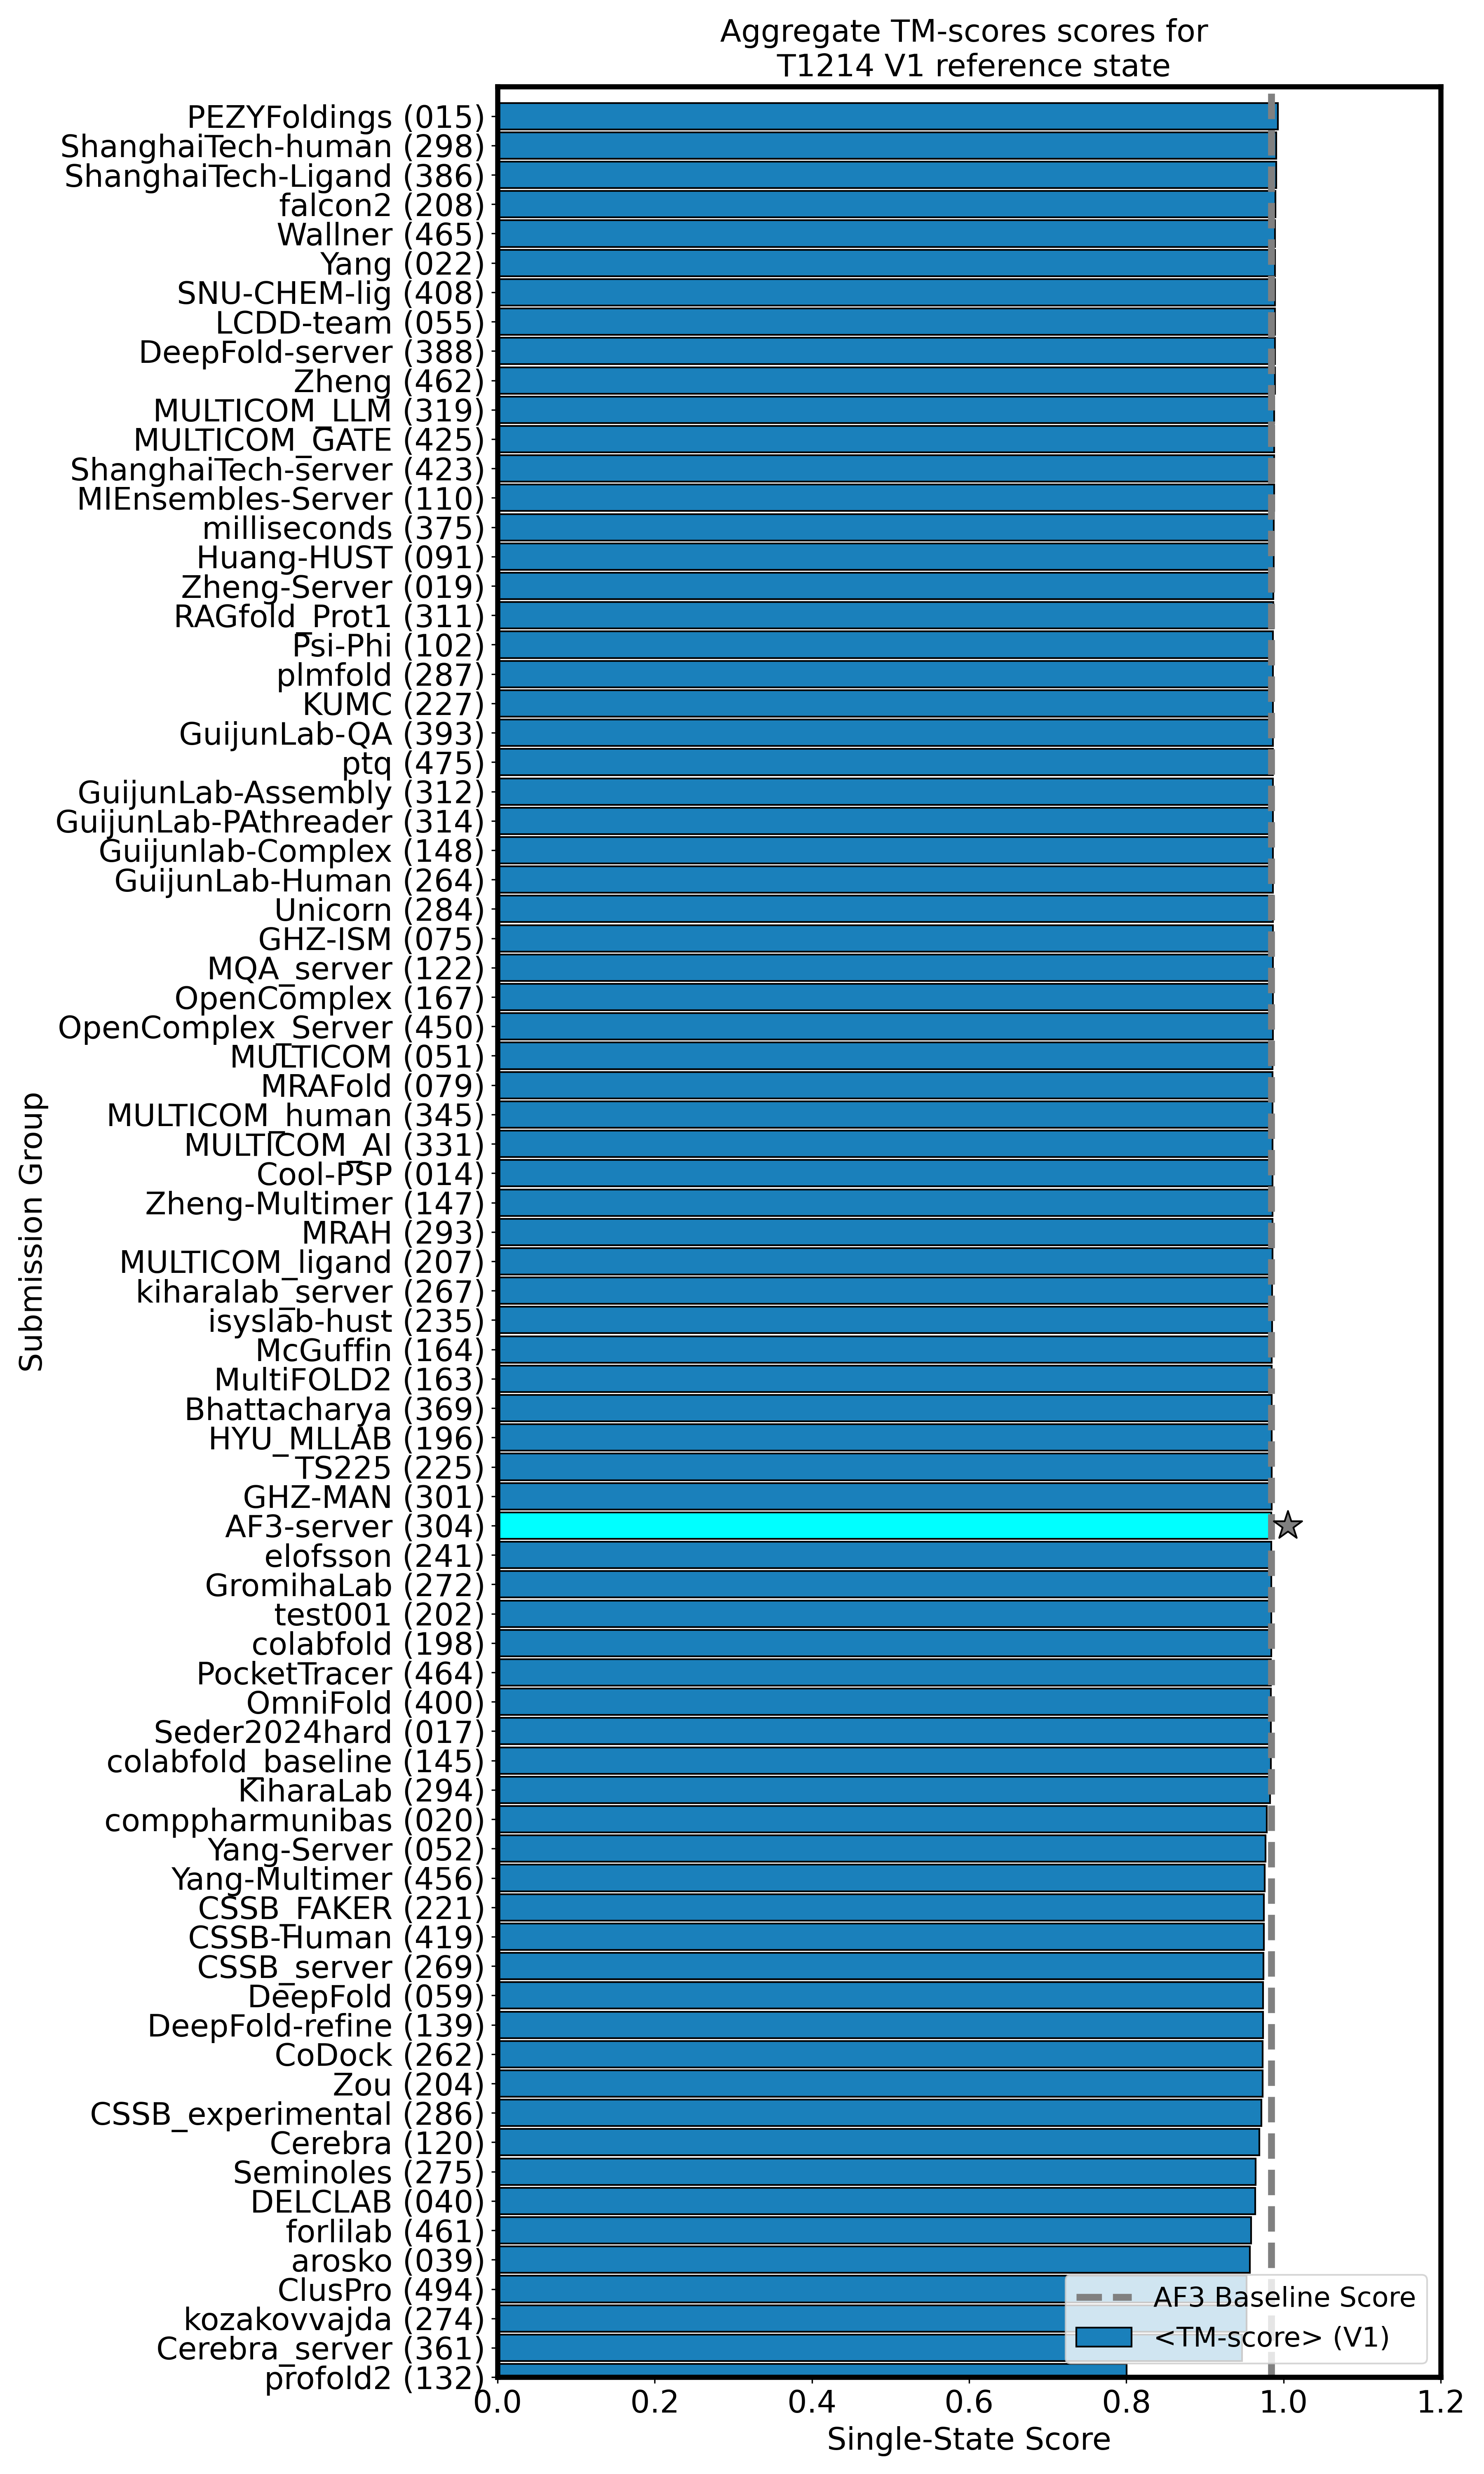 Aggregate TM-scores scores for
T1214 V1 reference state
Submission Group
PEZYFoldings (015)
ShanghaiTech-human (298)
ShanghaiTech-Ligand (386)
falcon2 (208)
Wallner (465)
Yang (022)
SNU-CHEM-lig (408)
LCDD-team (055)
DeepFold-server (388)
Zheng (462)
MULTICOM_LLM (319)
MULTICOM_GATE (425)
ShanghaiTech-server (423)
MIEnsembles-Server (110)
milliseconds (375)
Huang-HUST (091)
Zheng-Server (019)
RAGfold_Prot1 (311)
Psi-Phi (102)
plmfold (287)
KUMC (227)
GuijunLab-QA (393)
ptq (475)
GuijunLab-Assembly (312)
GuijunLab-PAthreader (314)
Guijunlab-Complex (148)
GuijunLab-Human (264)
Unicorn (284)
GHZ-ISM (075)
MQA_server (122)
OpenComplex (167)
OpenComplex_Server (450)
MULTICOM (051)
MRAFold (079)
MULTICOM_human (345)
MULTICOM_AI (331)
Cool-PSP (014)
Zheng-Multimer (147)
MRAH (293)
MULTICOM_ligand (207)
kiharalab_server (267)
isyslab-hust (235)
McGuffin (164)
MultiFOLD2 (163)
Bhattacharya (369)
HYU_MLLAB (196)
TS225 (225)
GHZ-MAN (301)
AF3-server (304)
elofsson (241)
GromihaLab (272)
test001 (202)
colabfold (198)
PocketTracer (464)
OmniFold (400)
Seder2024hard (017)
colabfold_baseline (145)
KiharaLab (294)
comppharmunibas (020)
Yang-Server (052)
Yang-Multimer (456)
CSSB_FAKER (221)
CSSB-Human (419)
CSSB_server (269)
DeepFold (059)
DeepFold-refine (139)
CoDock (262)
Zou (204)
CSSB_experimental (286)
Cerebra (120)
Seminoles (275)
DELCLAB (040)
forlilab (461)
arosko (039)
ClusPro (494)
kozakovvajda (274)
Cerebra_server (361)
profold2 (132)
AF3 Baseline Score
<TM-score> (V1)
0.0 0.2 0.4 0.6 0.8 1.0 1.2
Single-State Score